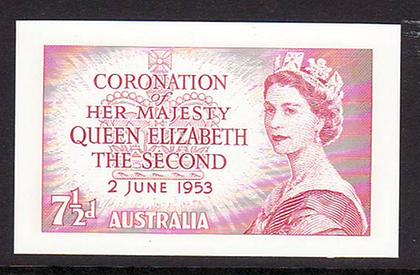 CORONATION
of
HER MAJESTY
QUEEN ELIZABETH
THE SECOND
2 JUNE 1953
7½d AUSTRALIA